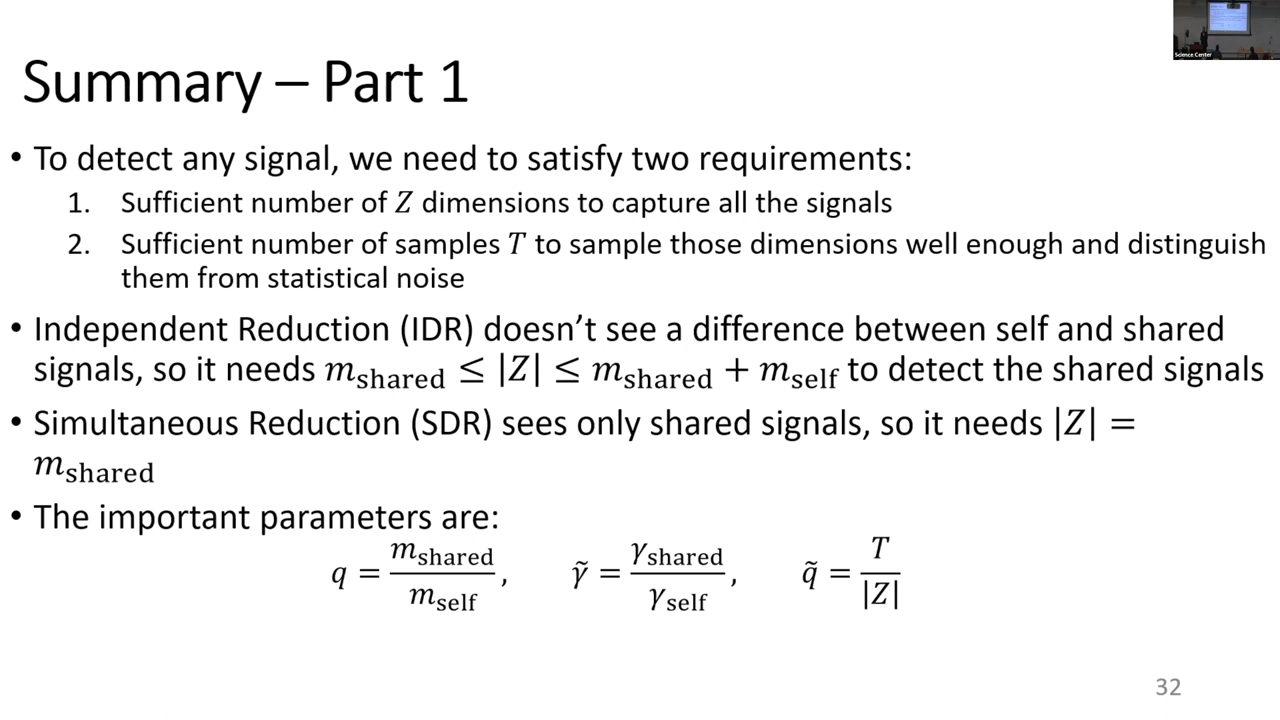 Science Center
Summary – Part 1
• To detect any signal, we need to satisfy two requirements:
1. Sufficient number of Z dimensions to capture all the signals
2. Sufficient number of samples T to sample those dimensions well enough and distinguish
them from statistical noise
• Independent Reduction (IDR) doesn’t see a difference between self and shared
signals, so it needs m_shared ≤ |Z| ≤ m_shared + m_self to detect the shared signals
• Simultaneous Reduction (SDR) sees only shared signals, so it needs |Z| =
m_shared
• The important parameters are:
q = m_shared / m_self , γ̃ = γ_shared / γ_self , q̃ = T / |Z|
32